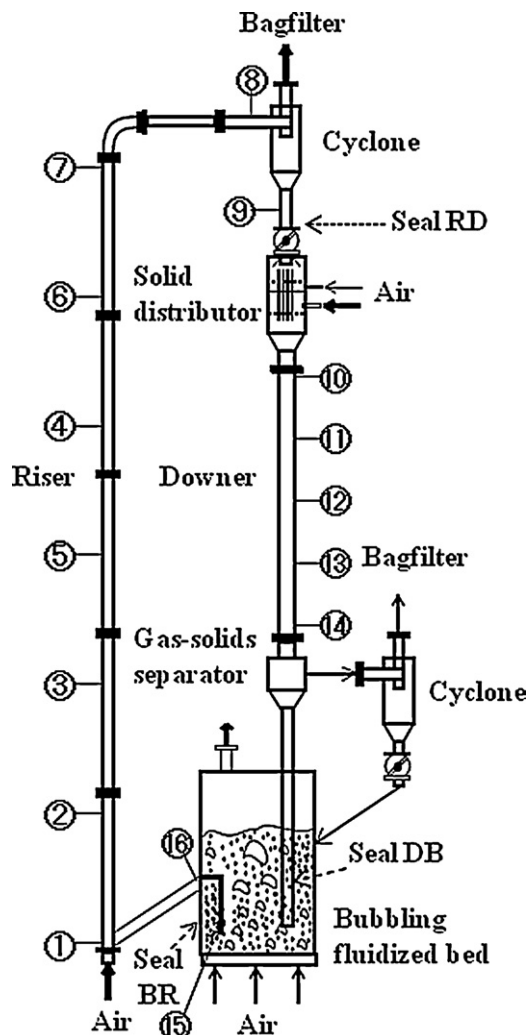 Bagfilter
⑧
Cyclone
⑦
⑨
Seal RD
⑥
Solid
distributor
Air
⑩
④
⑪
Riser
Downer
⑫
⑤
⑬
Bagfilter
⑭
Gas-solids
separator
③
Cyclone
②
⑯
Seal DB
①
Seal
BR
Bubbling
fluidized bed
Air
⑮
Air